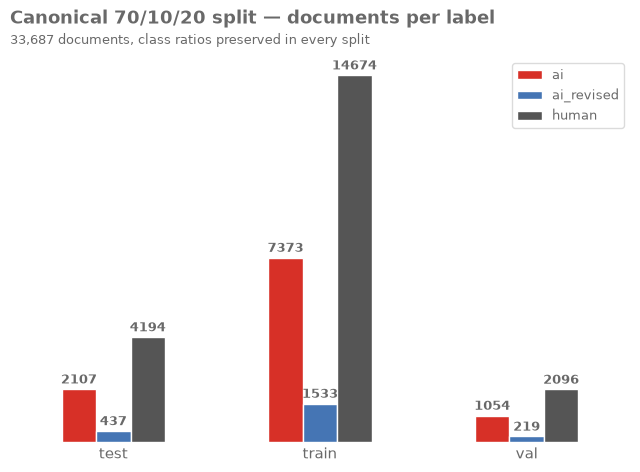 Canonical 70/10/20 split — documents per label
33,687 documents, class ratios preserved in every split
ai
ai_revised
human
2107
437
4194
7373
1533
14674
1054
219
2096
test
train
val